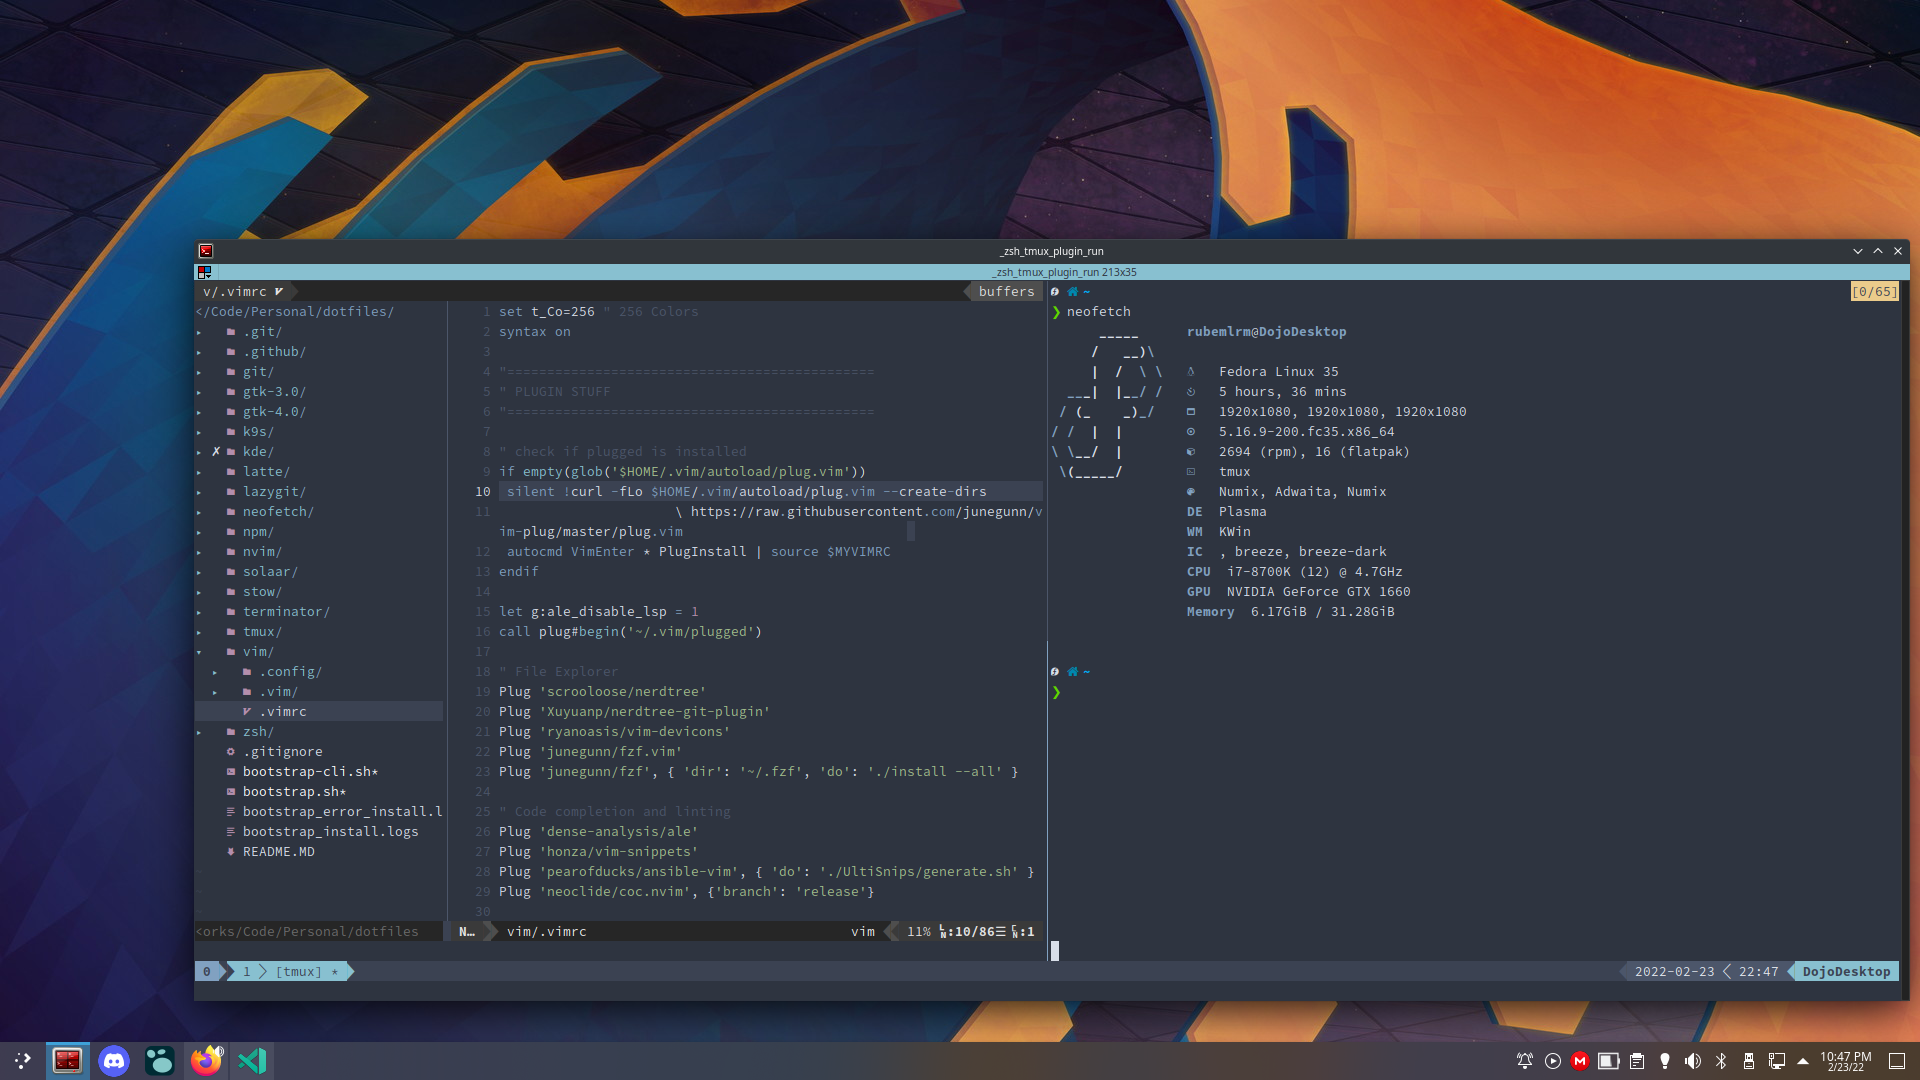 _zsh_tmux_plugin_run
_zsh_tmux_plugin_run 213x35
v/.vimrc
buffers
</Code/Personal/dotfiles/
.git/
.github/
git/
gtk-3.0/
gtk-4.0/
k9s/
✗ kde/
latte/
lazygit/
neofetch/
npm/
nvim/
solaar/
stow/
terminator/
tmux/
vim/
.config/
.vim/
.vimrc
zsh/
.gitignore
bootstrap-cli.sh*
bootstrap.sh*
bootstrap_error_install.l
bootstrap_install.logs
README.MD
<orks/Code/Personal/dotfiles
1 set t_Co=256 " 256 Colors
2 syntax on
3
4 "==============================================
5 " PLUGIN STUFF
6 "==============================================
7
8 " check if plugged is installed
9 if empty(glob('$HOME/.vim/autoload/plug.vim'))
10 silent !curl -fLo $HOME/.vim/autoload/plug.vim --create-dirs
11 \ https://raw.githubusercontent.com/junegunn/v
im-plug/master/plug.vim
12 autocmd VimEnter * PlugInstall | source $MYVIMRC
13 endif
14
15 let g:ale_disable_lsp = 1
16 call plug#begin('~/.vim/plugged')
17
18 " File Explorer
19 Plug 'scrooloose/nerdtree'
20 Plug 'Xuyuanp/nerdtree-git-plugin'
21 Plug 'ryanoasis/vim-devicons'
22 Plug 'junegunn/fzf.vim'
23 Plug 'junegunn/fzf', { 'dir': '~/.fzf', 'do': './install --all' }
24
25 " Code completion and linting
26 Plug 'dense-analysis/ale'
27 Plug 'honza/vim-snippets'
28 Plug 'pearofducks/ansible-vim', { 'do': './UltiSnips/generate.sh' }
29 Plug 'neoclide/coc.nvim', {'branch': 'release'}
30
N… vim/.vimrc vim 11% :10/86☰ :1
~ [0/65]
❯ neofetch
rubemlrm@DojoDesktop
Fedora Linux 35
5 hours, 36 mins
1920x1080, 1920x1080, 1920x1080
5.16.9-200.fc35.x86_64
2694 (rpm), 16 (flatpak)
tmux
Numix, Adwaita, Numix
DE Plasma
WM KWin
IC , breeze, breeze-dark
CPU i7-8700K (12) @ 4.7GHz
GPU NVIDIA GeForce GTX 1660
Memory 6.17GiB / 31.28GiB
~
❯
0 1 [tmux] * 2022-02-23 22:47 DojoDesktop
10:47 PM
2/23/22